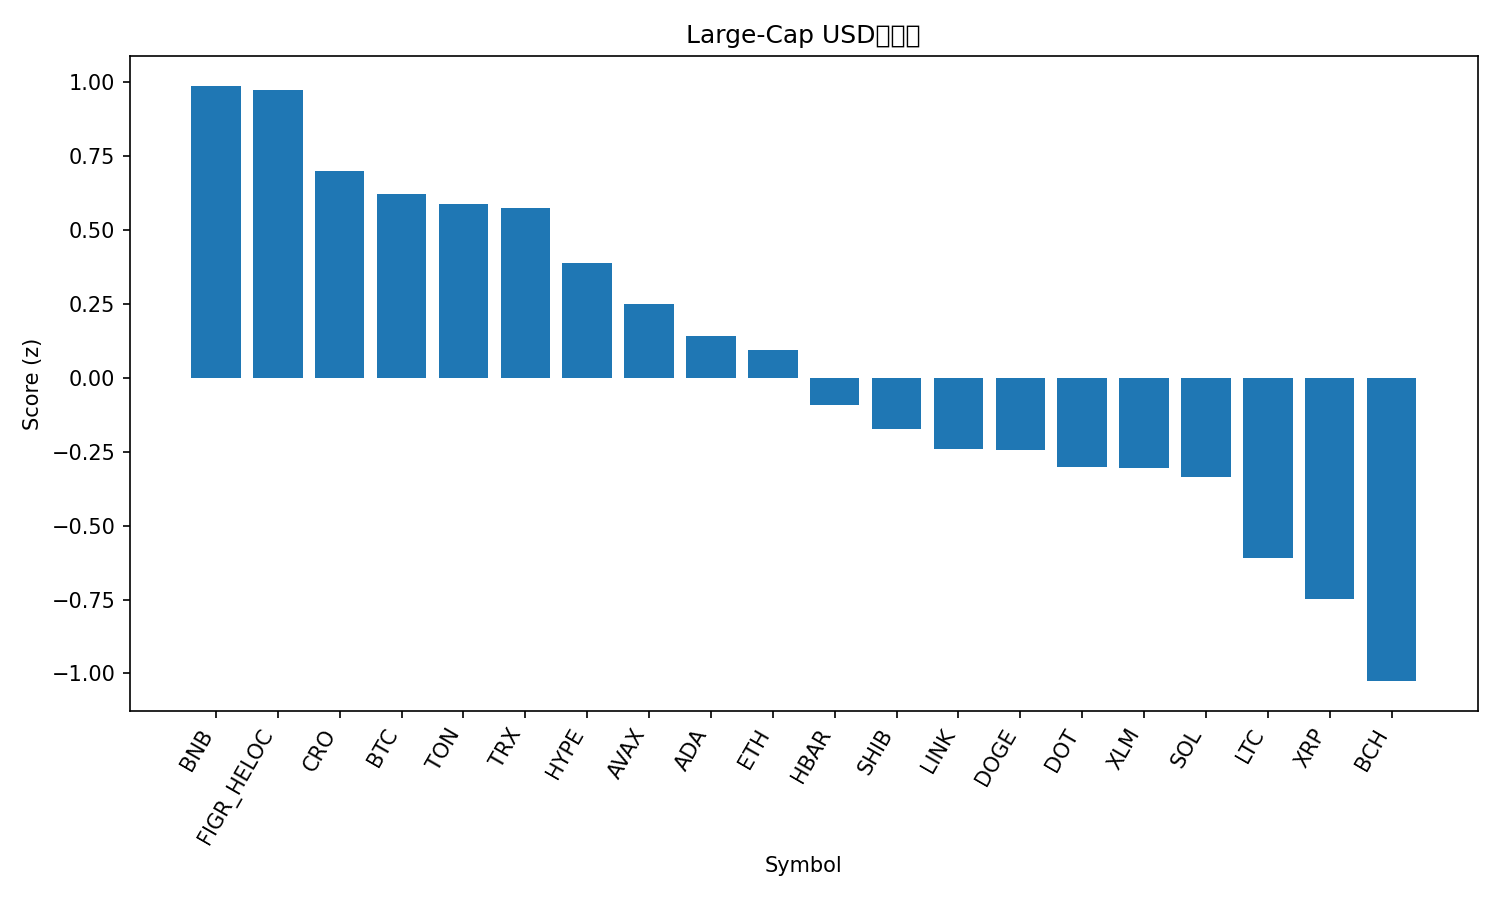 Large-Cap USD
1.00
0.75
0.50
0.25
0.00
−0.25
−0.50
−0.75
−1.00
Score (z)
BNB
FIGR_HELOC
CRO
BTC
TON
TRX
HYPE
AVAX
ADA
ETH
HBAR
SHIB
LINK
DOGE
DOT
XLM
SOL
LTC
XRP
BCH
Symbol